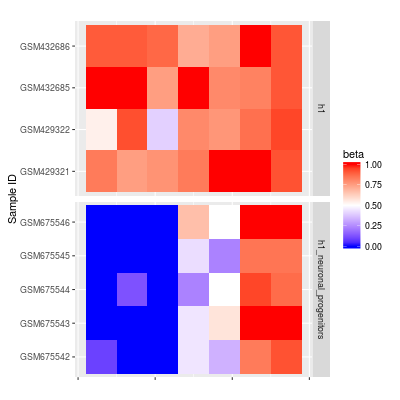 Sample ID
GSM432686
GSM432685
GSM429322
GSM429321
h1
GSM675546
GSM675545
GSM675544
GSM675543
GSM675542
h1_neuronal_progenitors
beta
1.00
0.75
0.50
0.25
0.00